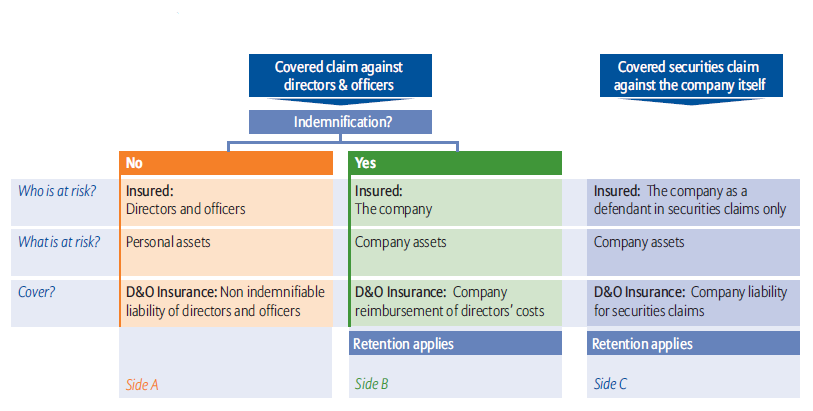 Covered claim against
directors & officers
Covered securities claim
against the company itself
Indemnification?
No
Yes
Who is at risk?
Insured:
Directors and officers
Insured:
The company
Insured: The company as a
defendant in securities claims only
What is at risk?
Personal assets
Company assets
Company assets
Cover?
D&O Insurance: Non indemnifiable
liability of directors and officers
D&O Insurance: Company
reimbursement of directors' costs
D&O Insurance: Company liability
for securities claims
Retention applies
Retention applies
Side A
Side B
Side C